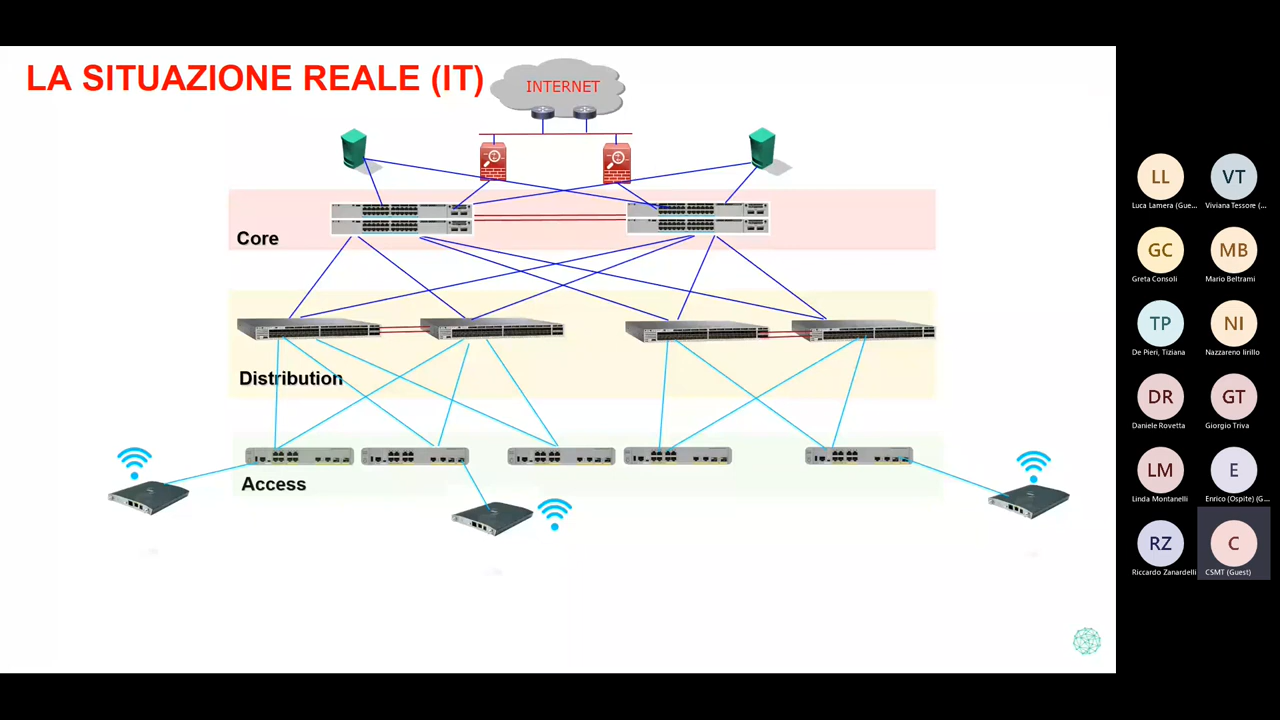 LA SITUAZIONE REALE (IT)
INTERNET
Core
Distribution
Access
LL
VT
Luca Lamera (Gue...
Viviana Tessore (...
GC
MB
Greta Consoli
Mario Beltrami
TP
NI
De Pieri, Tiziana
Nazzareno Iirillo
DR
GT
Daniele Rovetta
Giorgio Triva
LM
E
Linda Montanelli
Enrico (Ospite) (G...
RZ
C
Riccardo Zanardelli
CSMT (Guest)